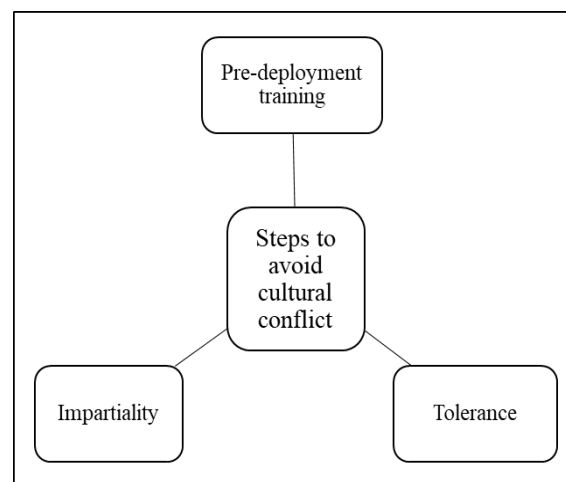 Pre-deployment
training
Steps to
avoid
cultural
conflict
Impartiality
Tolerance